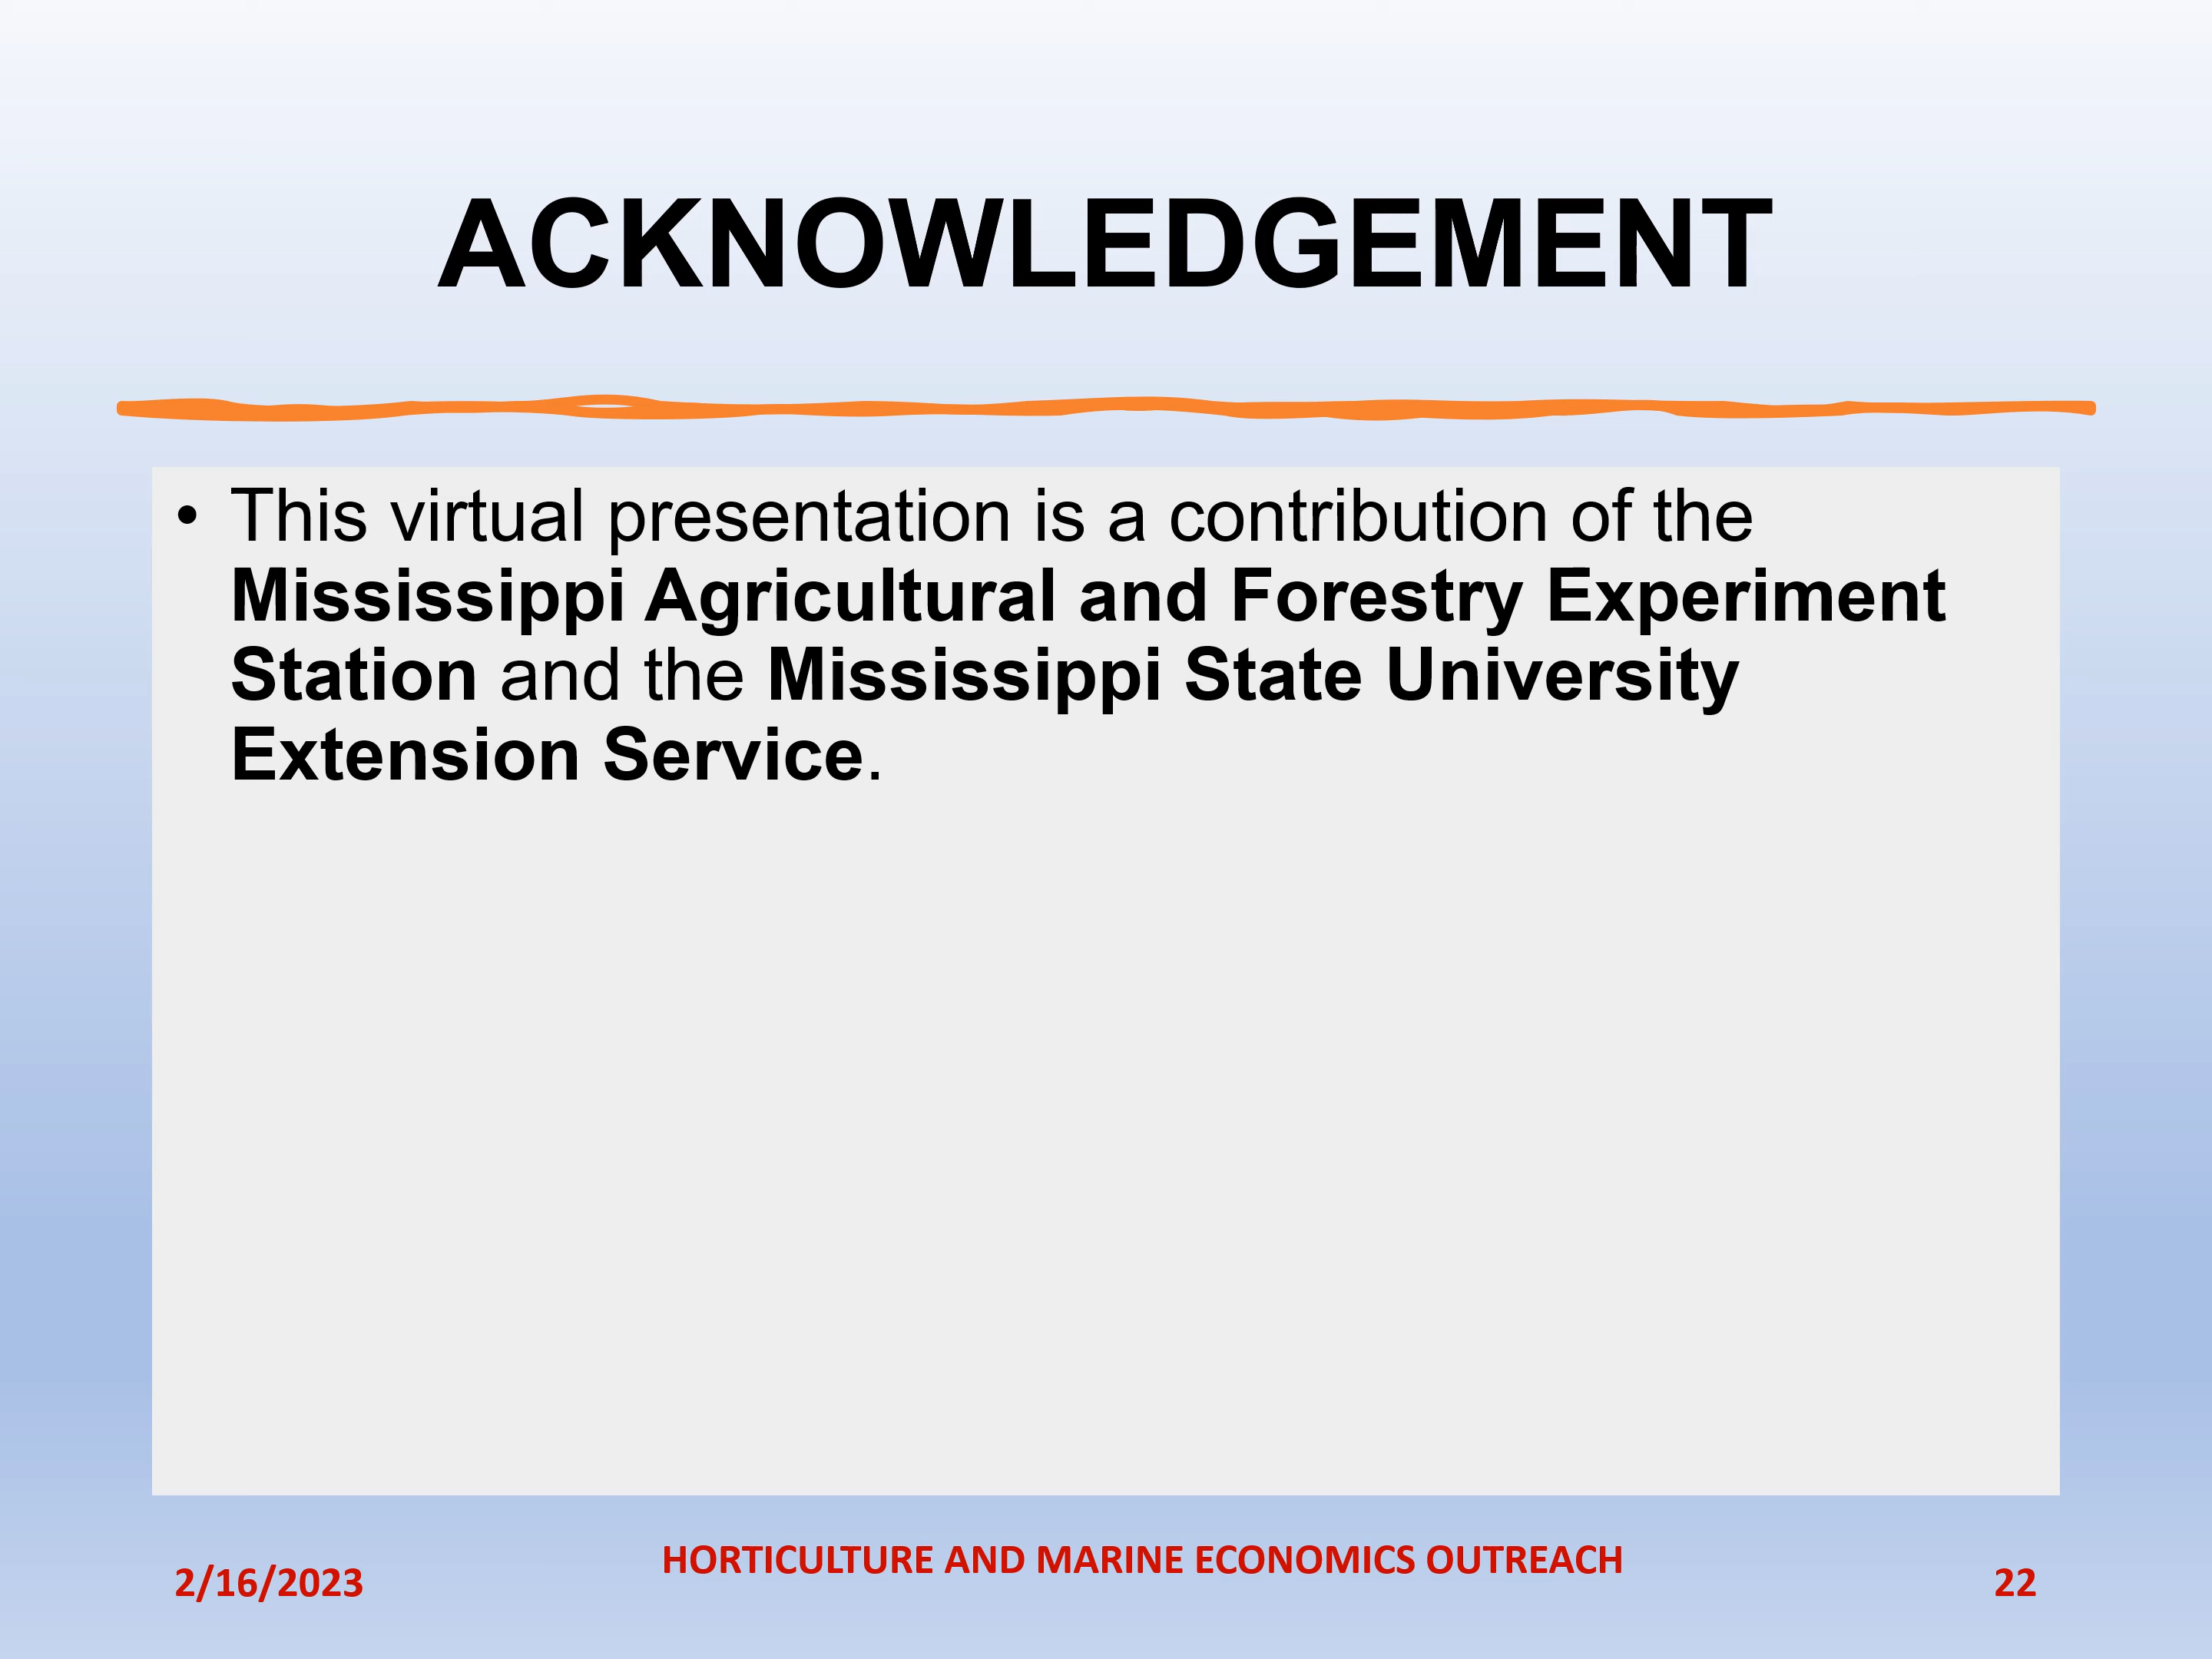 ACKNOWLEDGEMENT
• This virtual presentation is a contribution of the
Mississippi Agricultural and Forestry Experiment
Station and the Mississippi State University
Extension Service.
2/16/2023
HORTICULTURE AND MARINE ECONOMICS OUTREACH
22